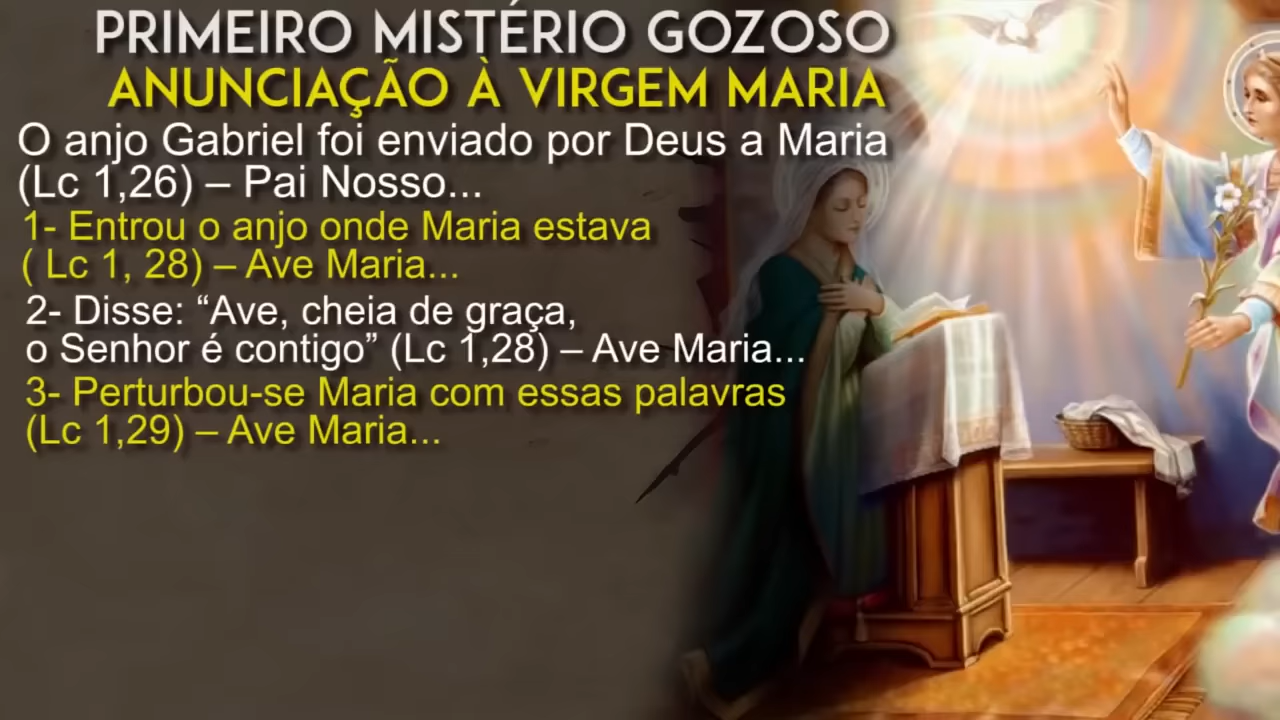 PRIMEIRO MISTÉRIO GOZOSO
ANUNCIAÇÃO À VIRGEM MARIA
O anjo Gabriel foi enviado por Deus a Maria
(Lc 1,26) – Pai Nosso...
1- Entrou o anjo onde Maria estava
( Lc 1, 28) – Ave Maria...
2- Disse: “Ave, cheia de graça,
o Senhor é contigo” (Lc 1,28) – Ave Maria...
3- Perturbou-se Maria com essas palavras
(Lc 1,29) – Ave Maria...